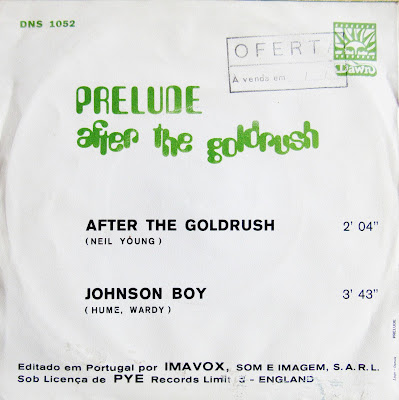 DNS 1052
OFERTA
A venda em
Dawn
PRELUDE
after the goldrush
AFTER THE GOLDRUSH 2' 04"
(NEIL YÓUNG)
JOHNSON BOY 3' 43"
(HUME, WARDY)
PRELUDE
Editado em Portugal por IMAVOX, SOM E IMAGEM, S.A.R.L.
Sob Licença de PYE Records Limit - ENGLAND